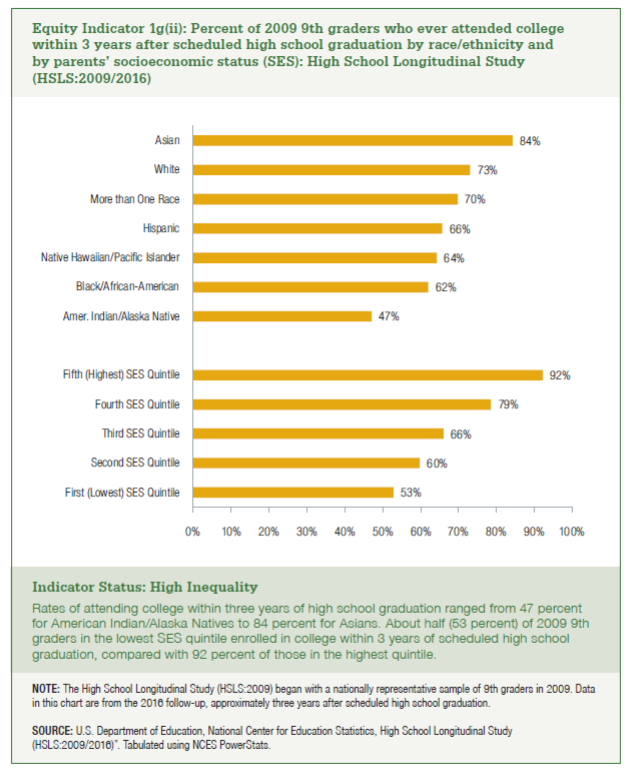 Equity Indicator 1g(ii): Percent of 2009 9th graders who ever attended college
within 3 years after scheduled high school graduation by race/ethnicity and
by parents' socioeconomic status (SES): High School Longitudinal Study
(HSLS:2009/2016)
Asian 84%
White 73%
More than One Race 70%
Hispanic 66%
Native Hawaiian/Pacific Islander 64%
Black/African-American 62%
Amer. Indian/Alaska Native 47%
Fifth (Highest) SES Quintile 92%
Fourth SES Quintile 79%
Third SES Quintile 66%
Second SES Quintile 60%
First (Lowest) SES Quintile 53%
0% 10% 20% 30% 40% 50% 60% 70% 80% 90% 100%
Indicator Status: High Inequality
Rates of attending college within three years of high school graduation ranged from 47 percent
for American Indian/Alaska Natives to 84 percent for Asians. About half (53 percent) of 2009 9th
graders in the lowest SES quintile enrolled in college within 3 years of scheduled high school
graduation, compared with 92 percent of those in the highest quintile.
NOTE: The High School Longitudinal Study (HSLS:2009) began with a nationally representative sample of 9th graders in 2009. Data
in this chart are from the 2016 follow-up, approximately three years after scheduled high school graduation.
SOURCE: U.S. Department of Education, National Center for Education Statistics, High School Longitudinal Study
(HSLS:2009/2016)". Tabulated using NCES PowerStats.